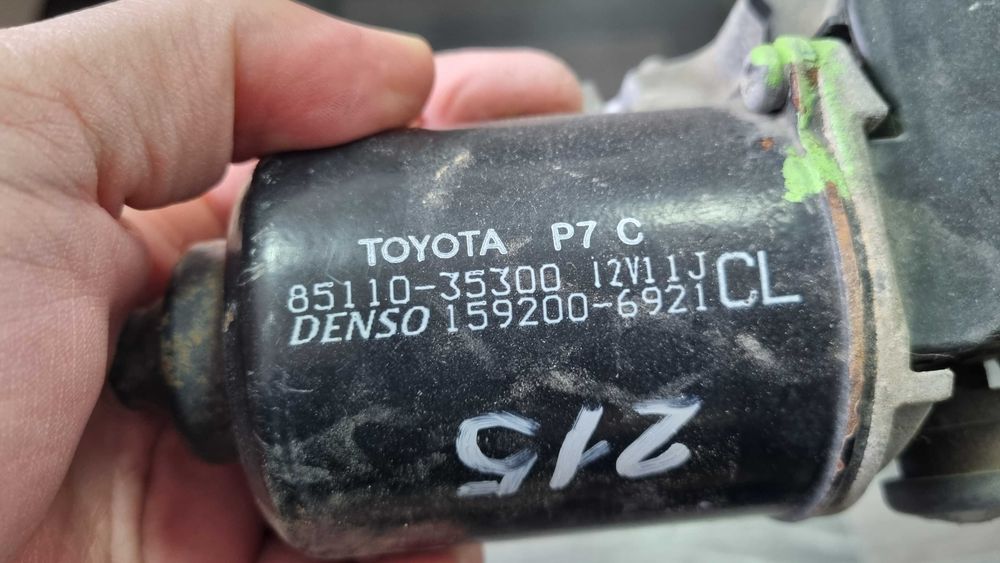 TOYOTA P7 C
85110-35300 12V11J CL
DENSO 159200-6921
215